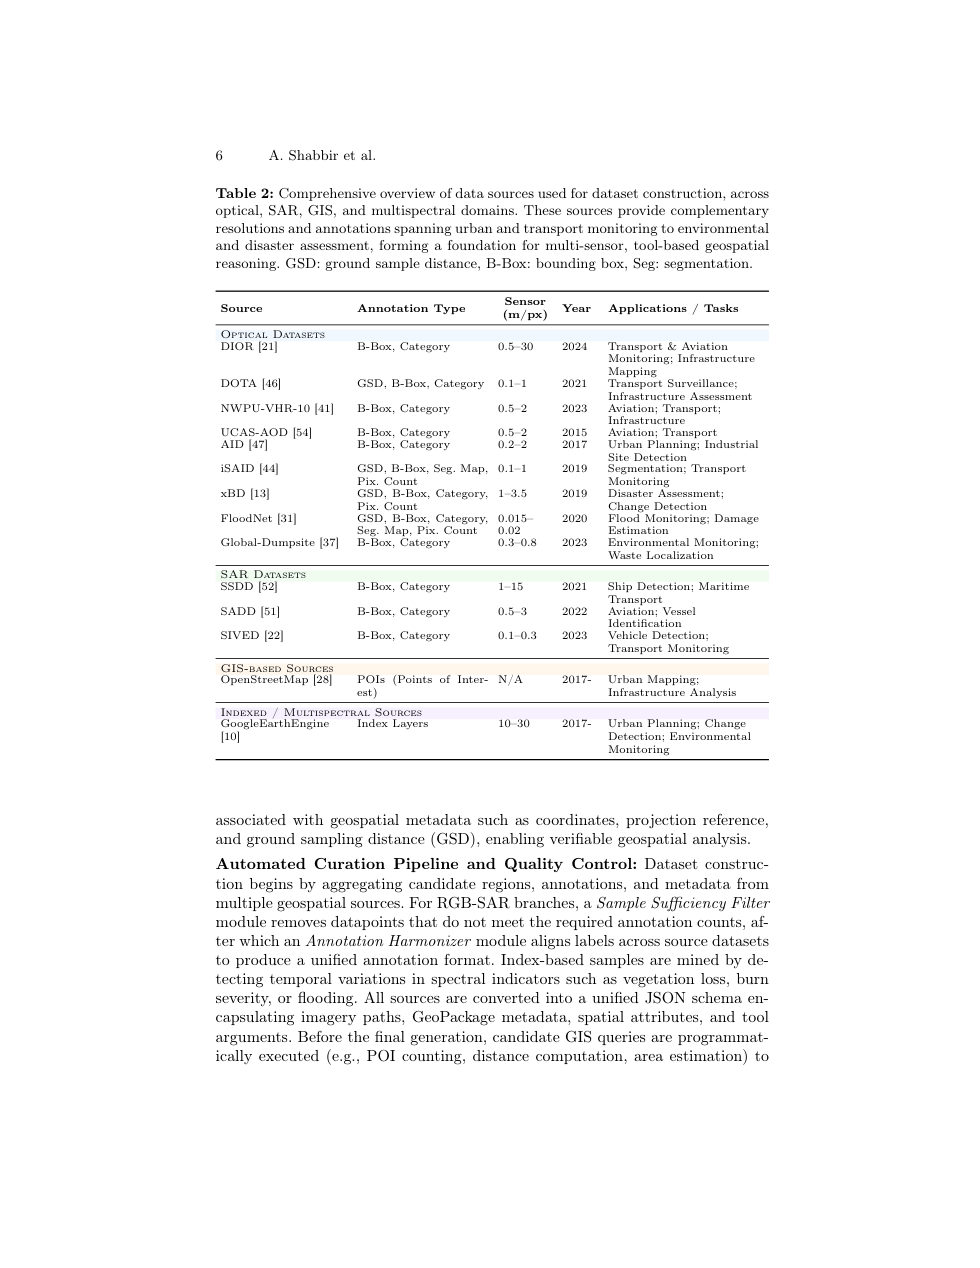 6 A. Shabbir et al.
Table 2: Comprehensive overview of data sources used for dataset construction, across
optical, SAR, GIS, and multispectral domains. These sources provide complementary
resolutions and annotations spanning urban and transport monitoring to environmental
and disaster assessment, forming a foundation for multi-sensor, tool-based geospatial
reasoning. GSD: ground sample distance, B-Box: bounding box, Seg: segmentation.
Source Annotation Type Sensor (m/px) Year Applications / Tasks
Optical Datasets
DIOR [21] B-Box, Category 0.5–30 2024 Transport & Aviation
Monitoring; Infrastructure
Mapping
DOTA [46] GSD, B-Box, Category 0.1–1 2021 Transport Surveillance;
Infrastructure Assessment
NWPU-VHR-10 [41] B-Box, Category 0.5–2 2023 Aviation; Transport;
Infrastructure
UCAS-AOD [54] B-Box, Category 0.5–2 2015 Aviation; Transport
AID [47] B-Box, Category 0.2–2 2017 Urban Planning; Industrial
Site Detection
iSAID [44] GSD, B-Box, Seg. Map, 0.1–1 2019 Segmentation; Transport
Pix. Count Monitoring
xBD [13] GSD, B-Box, Category, 1–3.5 2019 Disaster Assessment;
Pix. Count Change Detection
FloodNet [31] GSD, B-Box, Category, 0.015– 2020 Flood Monitoring; Damage
Seg. Map, Pix. Count 0.02 Estimation
Global-Dumpsite [37] B-Box, Category 0.3–0.8 2023 Environmental Monitoring;
Waste Localization
SAR Datasets
SSDD [52] B-Box, Category 1–15 2021 Ship Detection; Maritime
Transport
SADD [51] B-Box, Category 0.5–3 2022 Aviation; Vessel
Identification
SIVED [22] B-Box, Category 0.1–0.3 2023 Vehicle Detection;
Transport Monitoring
GIS-based Sources
OpenStreetMap [28] POIs (Points of Inter- N/A 2017- Urban Mapping;
est) Infrastructure Analysis
Indexed / Multispectral Sources
GoogleEarthEngine Index Layers 10–30 2017- Urban Planning; Change
[10] Detection; Environmental
Monitoring
associated with geospatial metadata such as coordinates, projection reference,
and ground sampling distance (GSD), enabling verifiable geospatial analysis.
Automated Curation Pipeline and Quality Control: Dataset construc-
tion begins by aggregating candidate regions, annotations, and metadata from
multiple geospatial sources. For RGB-SAR branches, a Sample Sufficiency Filter
module removes datapoints that do not meet the required annotation counts, af-
ter which an Annotation Harmonizer module aligns labels across source datasets
to produce a unified annotation format. Index-based samples are mined by de-
tecting temporal variations in spectral indicators such as vegetation loss, burn
severity, or flooding. All sources are converted into a unified JSON schema en-
capsulating imagery paths, GeoPackage metadata, spatial attributes, and tool
arguments. Before the final generation, candidate GIS queries are programmat-
ically executed (e.g., POI counting, distance computation, area estimation) to